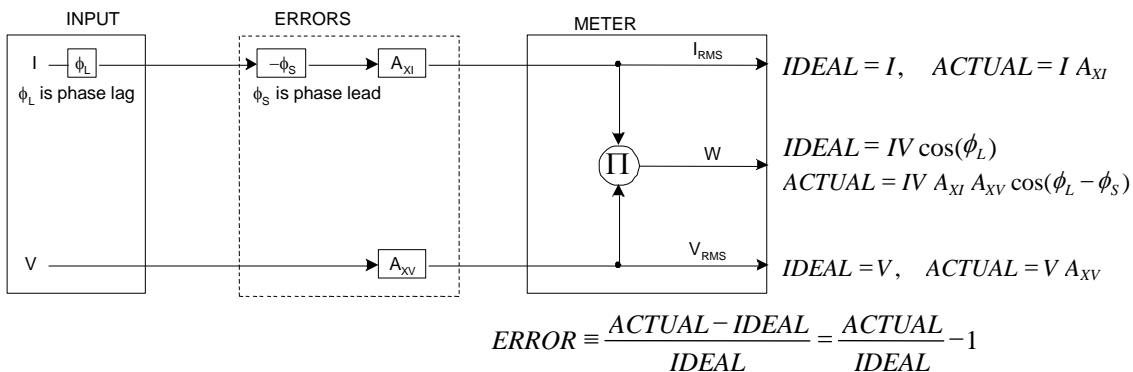 INPUT ERRORS METER
I ϕL −ϕS AXI IRMS IDEAL = I, ACTUAL = I AXI
ϕL is phase lag ϕS is phase lead
Π W IDEAL = IV cos(ϕL)
ACTUAL = IV AXI AXV cos(ϕL − ϕS)
V AXV VRMS IDEAL = V, ACTUAL = V AXV
ERROR ≡ (ACTUAL − IDEAL) / IDEAL = ACTUAL / IDEAL − 1